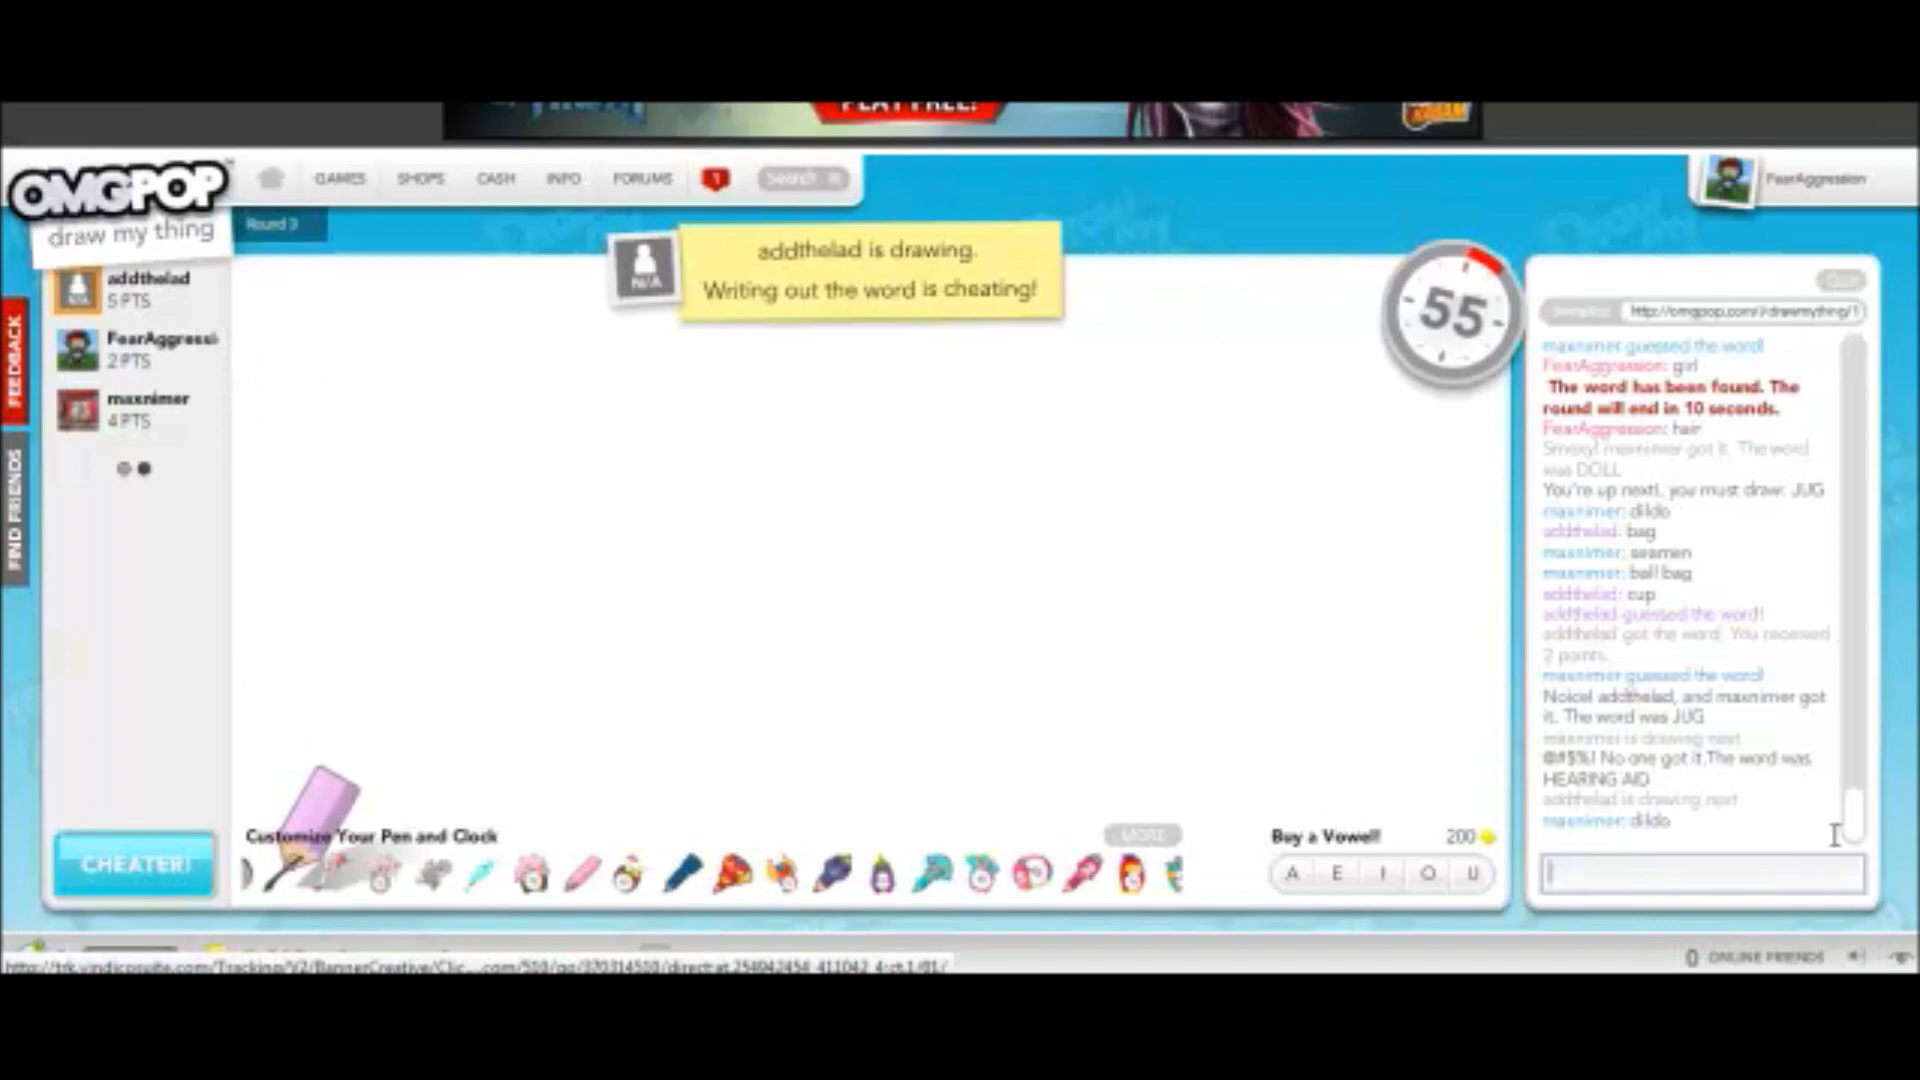 PLAY FREE!
OMGPOP
GAMES
SHOPS
CASH
INFO
FORUMS
1
Search
FearAggression
draw my thing
Round 3
addthelad is drawing.
Writing out the word is cheating!
N/A
55
addthelad
5 PTS
FearAggressi
2 PTS
maxnimer
4 PTS
FEEDBACK
FIND FRIENDS
http://omgpop.com/i/drawmything/1
maxnimer guessed the word!
FearAggression: girl
The word has been found. The
round will end in 10 seconds.
FearAggression: hair
Smoky! maxnimer got it. The word
was DOLL
You're up next!, you must draw: JUG
maxnimer: dildo
addthelad: bag
maxnimer: seamen
maxnimer: ball bag
addthelad: cup
addthelad guessed the word!
addthelad got the word. You received
2 points.
maxnimer guessed the word!
Noice! addthelad, and maxnimer got
it. The word was JUG
maxnimer is drawing next
@#$%! No one got it.The word was
HEARING AID
addthelad is drawing next
maxnimer: dildo
CHEATER!
Customize Your Pen and Clock
MORE
Buy a Vowel!
200
A E I O U
0 ONLINE FRIENDS